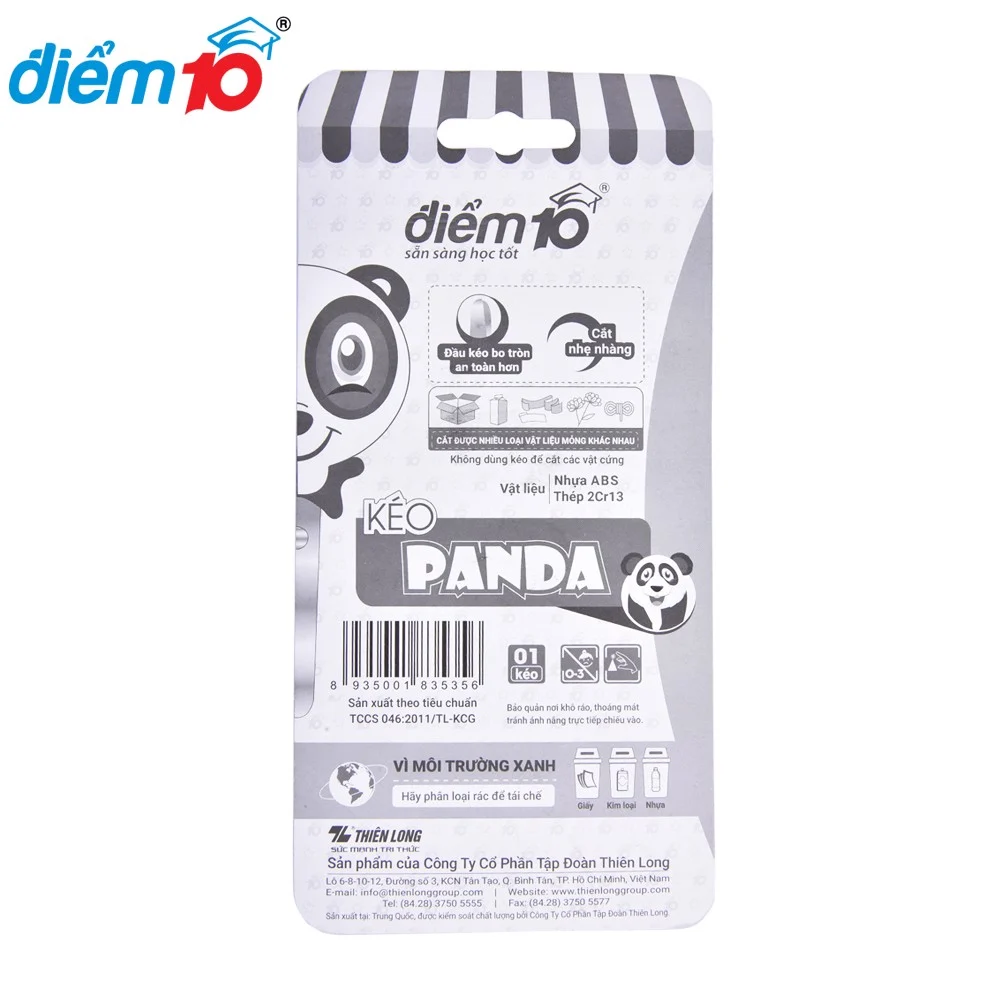 điểm10®
điểm10®
sẵn sàng học tốt
Đầu kéo bo tròn
an toàn hơn
Cắt
nhẹ nhàng
CẮT ĐƯỢC NHIỀU LOẠI VẬT LIỆU MỎNG KHÁC NHAU
Không dùng kéo để cắt các vật cứng
Vật liệu
Nhựa ABS
Thép 2Cr13
KÉO
PANDA
8 935001 835356
Sản xuất theo tiêu chuẩn
TCCS 046:2011/TL-KCG
01
kéo
0-3
Bảo quản nơi khô ráo, thoáng mát
tránh ánh nắng trực tiếp chiếu vào.
VÌ MÔI TRƯỜNG XANH
Hãy phân loại rác để tái chế
Giấy Kim loại Nhựa
TL® THIÊN LONG
SỨC MẠNH TRI THỨC
Sản phẩm của Công Ty Cổ Phần Tập Đoàn Thiên Long
Lô 6-8-10-12, Đường số 3, KCN Tân Tạo, Q. Bình Tân, TP. Hồ Chí Minh, Việt Nam
E-mail: info@thienlonggroup.com | Website: www.thienlonggroup.com
Tel: (84.28) 3750 5555 | Fax: (84.28) 3750 5577
Sản xuất tại: Trung Quốc, được kiểm soát chất lượng bởi Công Ty Cổ Phần Tập Đoàn Thiên Long.